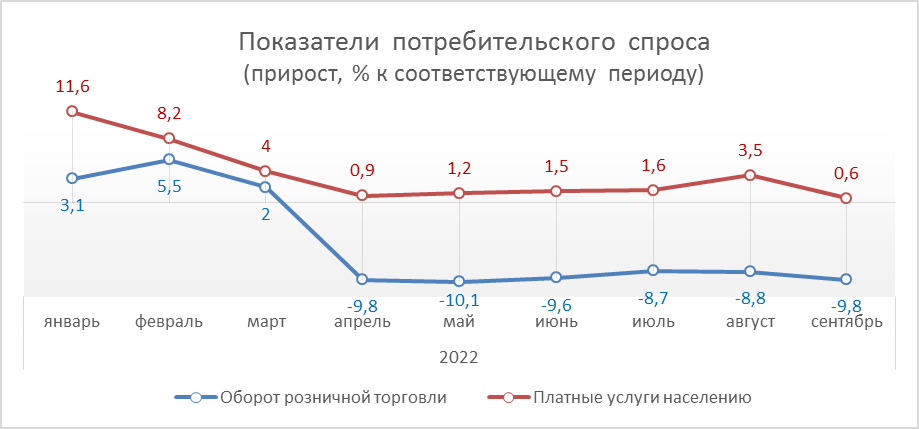 Показатели потребительского спроса
(прирост, % к соответствующему периоду)
11,6 8,2 4 0,9 1,2 1,5 1,6 3,5 0,6
3,1 5,5 2 -9,8 -10,1 -9,6 -8,7 -8,8 -9,8
январь февраль март апрель май июнь июль август сентябрь
2022
Оборот розничной торговли Платные услуги населению